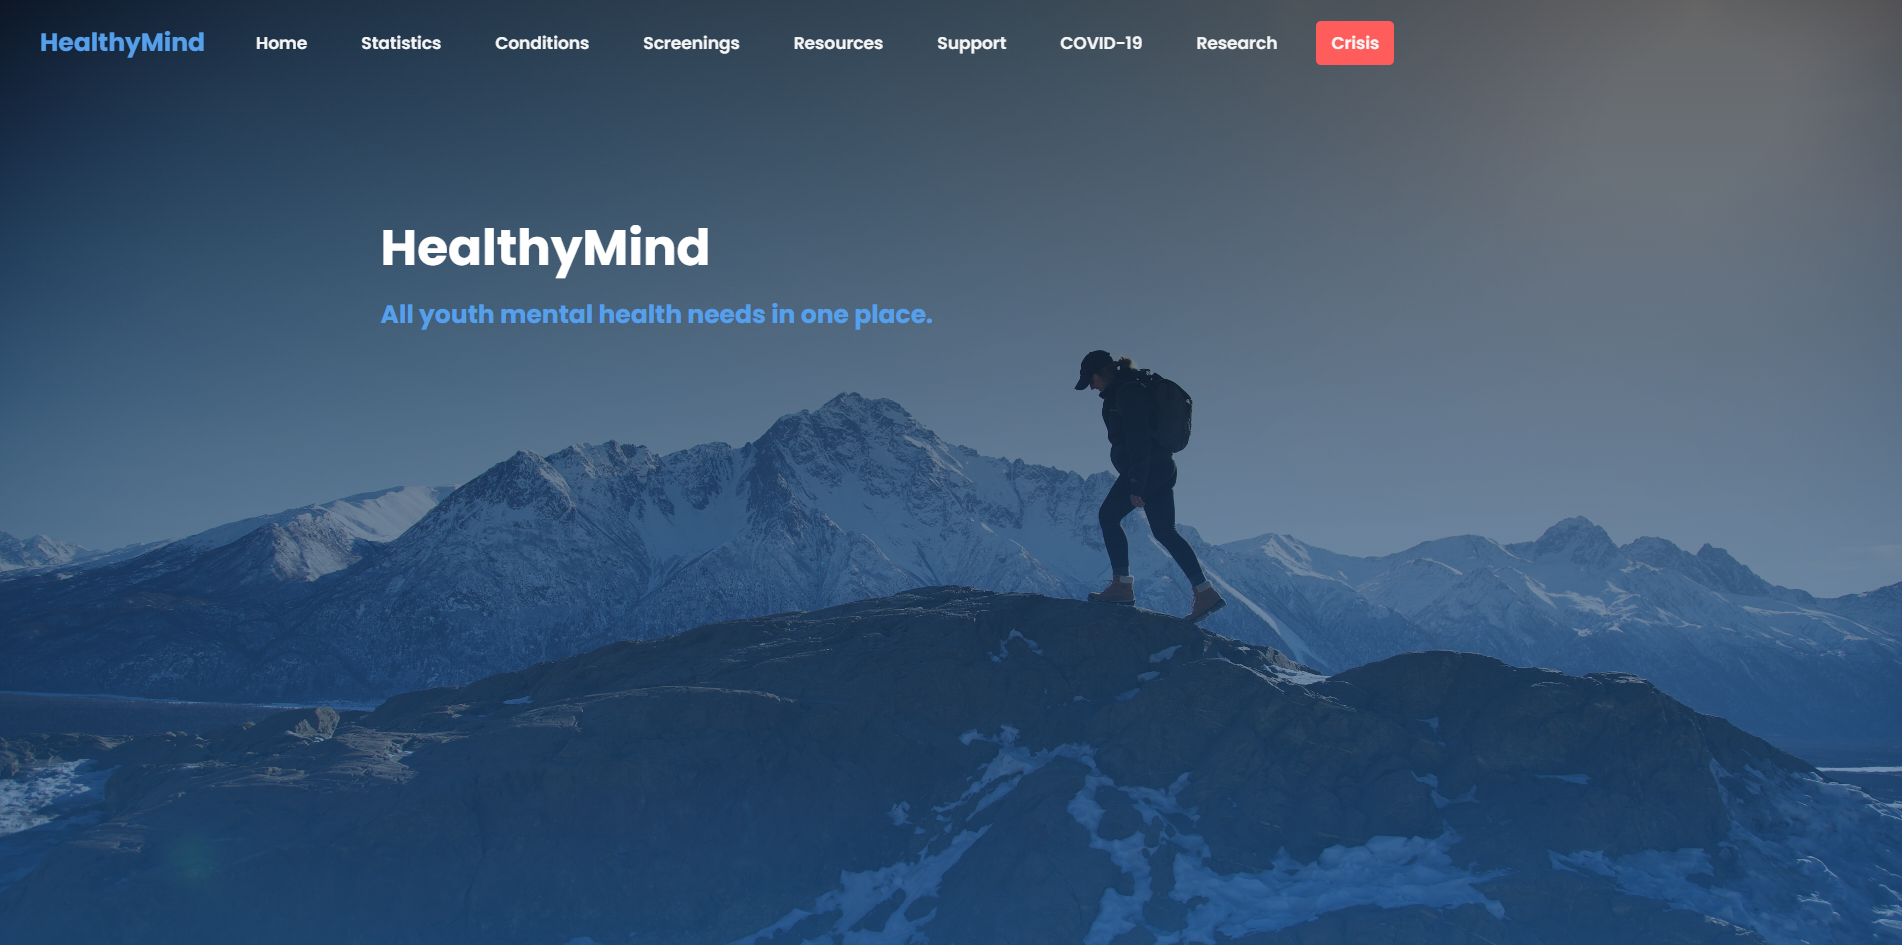 HealthyMind Home Statistics Conditions Screenings Resources Support COVID-19 Research Crisis
HealthyMind
All youth mental health needs in one place.